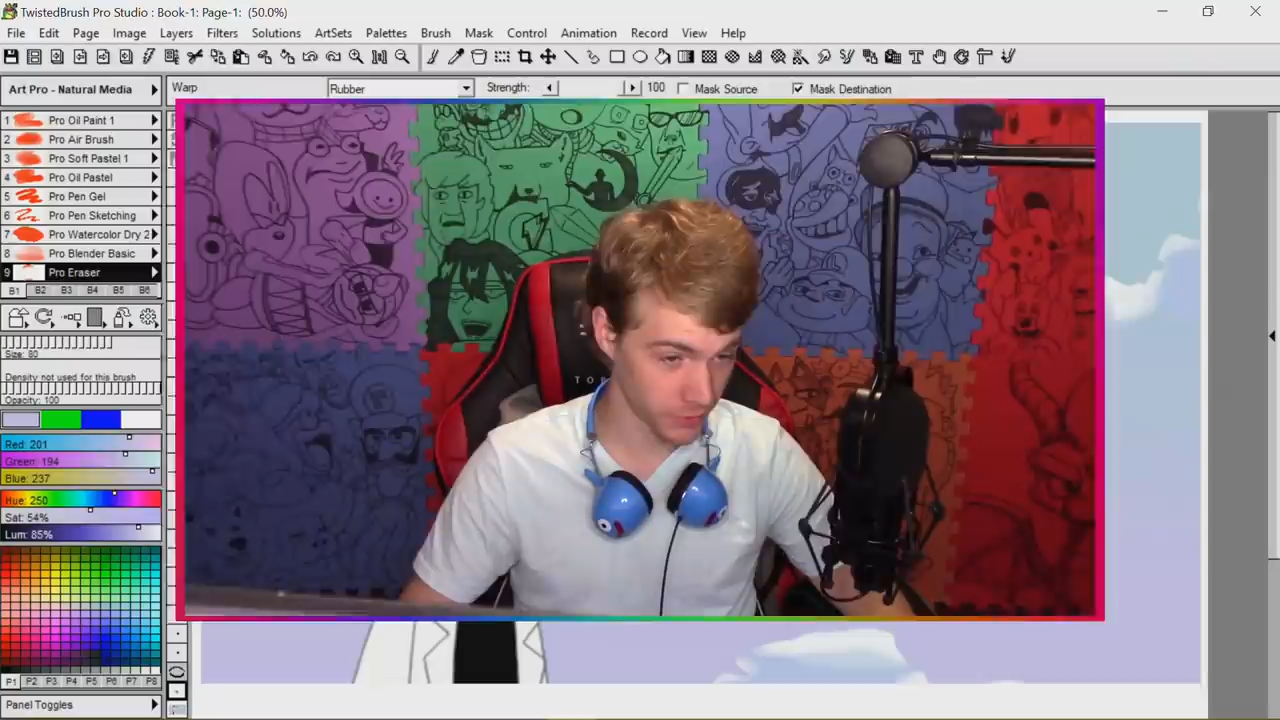 TwistedBrush Pro Studio : Book-1: Page-1:  (50.0%)
File Edit Page Image Layers Filters Solutions ArtSets Palettes Brush Mask Control Animation Record View Help
Art Pro - Natural Media
Warp Rubber Strength: 100 Mask Source Mask Destination
1 Pro Oil Paint 1
2 Pro Air Brush
3 Pro Soft Pastel 1
4 Pro Oil Pastel
5 Pro Pen Gel
6 Pro Pen Sketching
7 Pro Watercolor Dry 2
8 Pro Blender Basic
9 Pro Eraser
B1 B2 B3 B4 B5 B6
Size: 80
Density not used for this brush
Opacity: 100
Red: 201
Green: 194
Blue: 237
Hue: 250
Sat: 54%
Lum: 85%
P1 P2 P3 P4 P5 P6 P7 P8
Panel Toggles